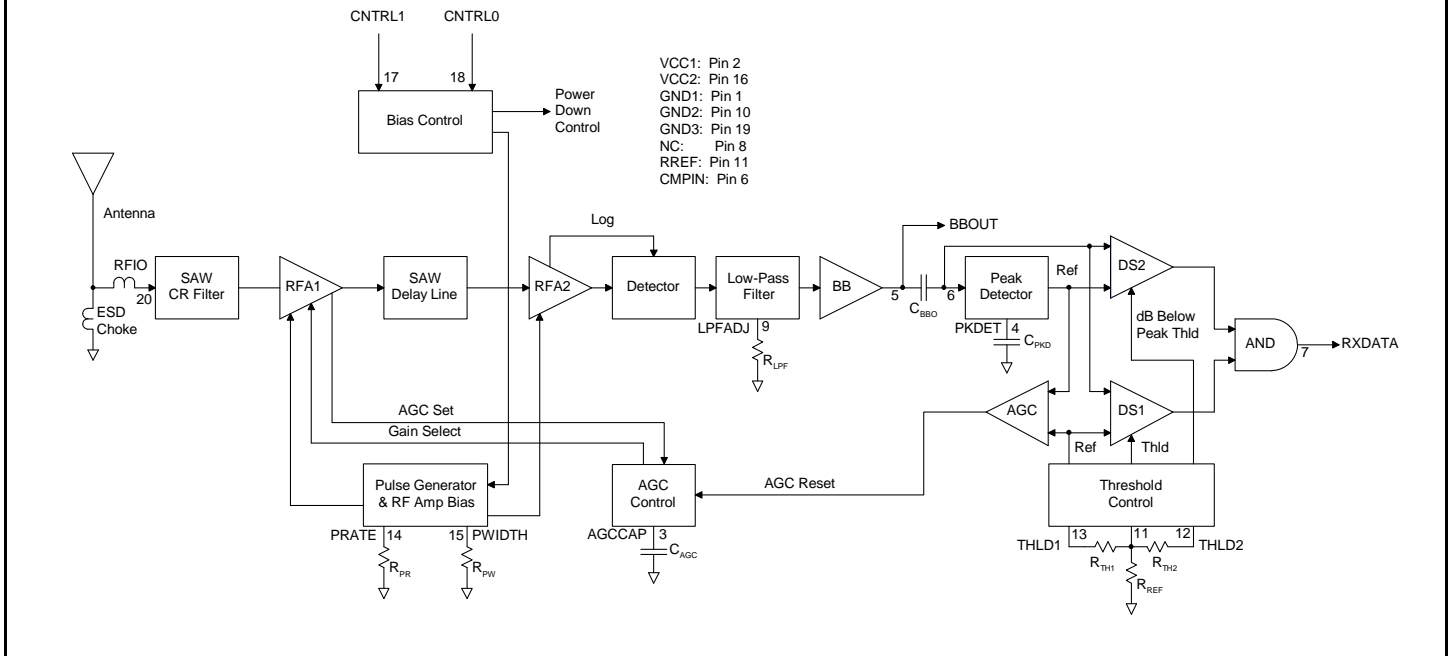 CNTRL1
CNTRL0
17
18
Bias Control
Power
Down
Control
VCC1: Pin 2
VCC2: Pin 16
GND1: Pin 1
GND2: Pin 10
GND3: Pin 19
NC: Pin 8
RREF: Pin 11
CMPIN: Pin 6
Antenna
RFIO
20
ESD
Choke
SAW
CR Filter
RFA1
SAW
Delay Line
Log
RFA2
Detector
Low-Pass
Filter
LPFADJ
9
RLPF
BB
BBOUT
5
CBBO
6
Peak
Detector
PKDET
4
CPKD
Ref
DS2
dB Below
Peak Thld
AND
7
RXDATA
AGC
DS1
Ref
Thld
AGC Set
Gain Select
Pulse Generator
& RF Amp Bias
PRATE
14
15
PWIDTH
RPR
RPW
AGC
Control
AGCCAP
3
CAGC
AGC Reset
Threshold
Control
THLD1
13
11
12
THLD2
RTH1
RTH2
RREF